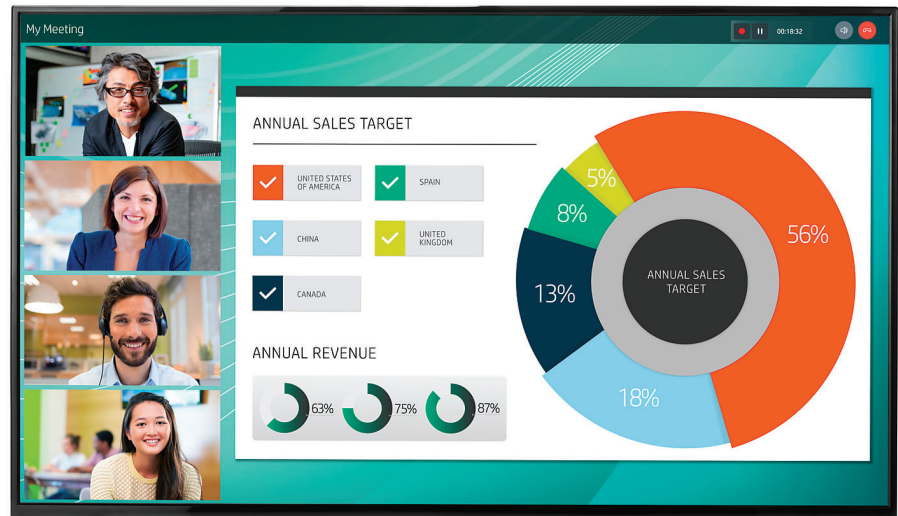 My Meeting
00:18:32
ANNUAL SALES TARGET
UNITED STATES
OF AMERICA
SPAIN
CHINA
UNITED
KINGDOM
CANADA
ANNUAL REVENUE
63%
75%
87%
5%
8%
13%
18%
56%
ANNUAL SALES
TARGET